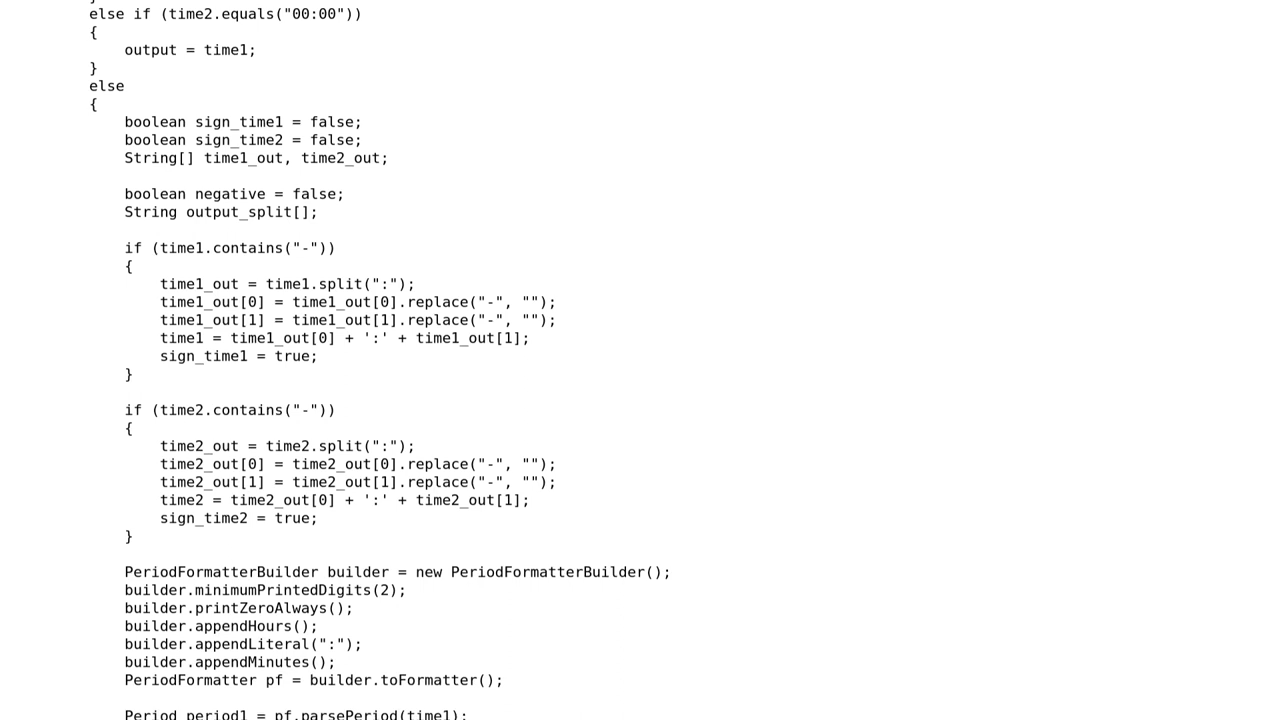 }
else if (time2.equals("00:00"))
{
    output = time1;
}
else
{
    boolean sign_time1 = false;
    boolean sign_time2 = false;
    String[] time1_out, time2_out;

    boolean negative = false;
    String output_split[];

    if (time1.contains("-"))
    {
        time1_out = time1.split(":");
        time1_out[0] = time1_out[0].replace("-", "");
        time1_out[1] = time1_out[1].replace("-", "");
        time1 = time1_out[0] + ':' + time1_out[1];
        sign_time1 = true;
    }

    if (time2.contains("-"))
    {
        time2_out = time2.split(":");
        time2_out[0] = time2_out[0].replace("-", "");
        time2_out[1] = time2_out[1].replace("-", "");
        time2 = time2_out[0] + ':' + time2_out[1];
        sign_time2 = true;
    }

    PeriodFormatterBuilder builder = new PeriodFormatterBuilder();
    builder.minimumPrintedDigits(2);
    builder.printZeroAlways();
    builder.appendHours();
    builder.appendLiteral(":");
    builder.appendMinutes();
    PeriodFormatter pf = builder.toFormatter();

    Period period1 = pf.parsePeriod(time1);